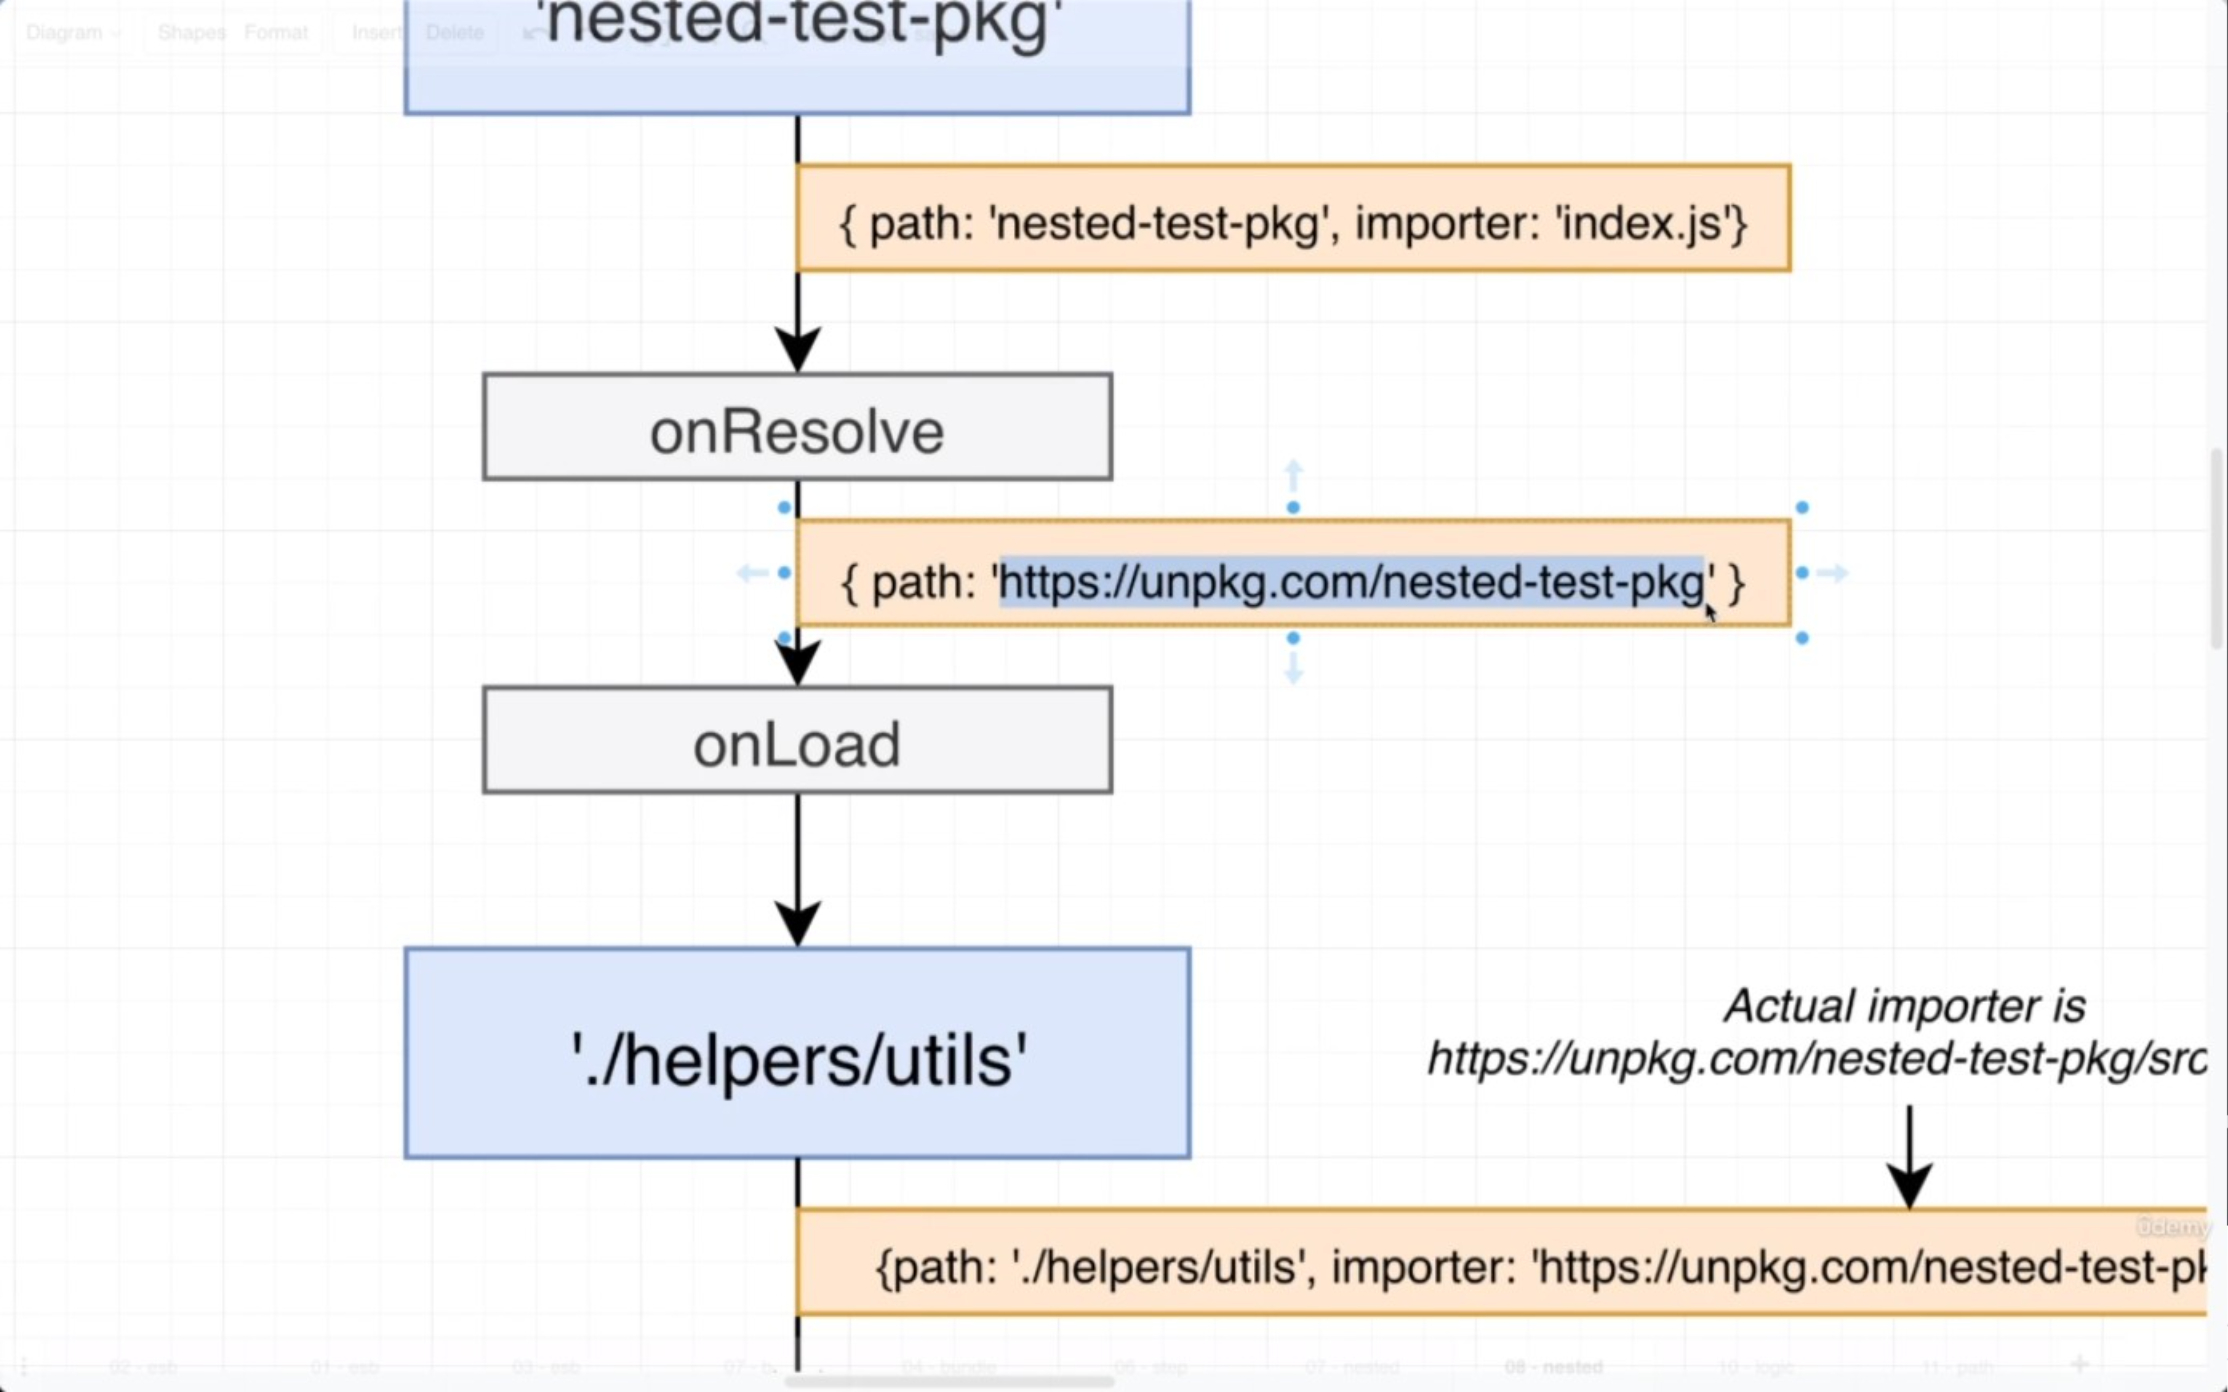 Diagram Shapes Format Insert Delete
'nested-test-pkg'
{ path: 'nested-test-pkg', importer: 'index.js'}
onResolve
{ path: 'https://unpkg.com/nested-test-pkg' }
onLoad
'./helpers/utils'
Actual importer is
https://unpkg.com/nested-test-pkg/src
{path: './helpers/utils', importer: 'https://unpkg.com/nested-test-pk
ûdemy
02 - esb 01 - esb 03 - esb 07 - b 04 - bundle 06 - step 07 - nested 08 - nested 10 - logic 11 - path